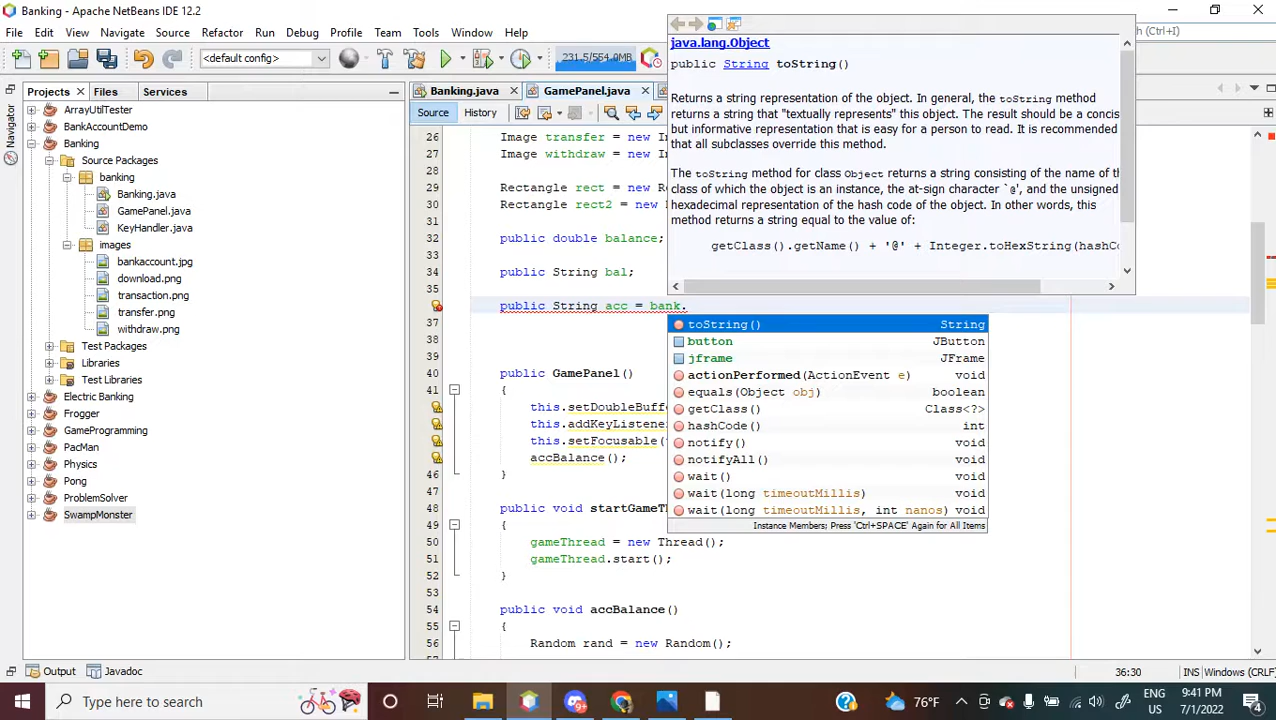 Banking - Apache NetBeans IDE 12.2
File Edit View Navigate Source Refactor Run Debug Profile Team Tools Window Help
(Ctrl+I)
<default config>
231.5/554.0MB
Projects Files Services
Navigator
ArrayUtilTester
BankAccountDemo
Banking
Source Packages
banking
Banking.java
GamePanel.java
KeyHandler.java
images
bankaccount.jpg
download.png
transaction.png
transfer.png
withdraw.png
Test Packages
Libraries
Test Libraries
Electric Banking
Frogger
GameProgramming
PacMan
Physics
Pong
ProblemSolver
SwampMonster
Banking.java GamePanel.java
Source History
26 Image transfer = new I
27 Image withdraw = new I
28
29 Rectangle rect = new R
30 Rectangle rect2 = new
31
32 public double balance;
33
34 public String bal;
35
public String acc = bank.
37
38
39
40 public GamePanel()
41 {
this.setDoubleBuff
this.addKeyListene
this.setFocusable(
accBalance();
46 }
47
48 public void startGameT
49 {
50 gameThread = new Thread();
51 gameThread.start();
52 }
53
54 public void accBalance()
55 {
56 Random rand = new Random();
java.lang.Object
public String toString()
Returns a string representation of the object. In general, the toString method
returns a string that "textually represents" this object. The result should be a concis
but informative representation that is easy for a person to read. It is recommended
that all subclasses override this method.
The toString method for class Object returns a string consisting of the name of th
class of which the object is an instance, the at-sign character `@', and the unsigned
hexadecimal representation of the hash code of the object. In other words, this
method returns a string equal to the value of:
getClass().getName() + '@' + Integer.toHexString(hashCo
toString() String
button JButton
jframe JFrame
actionPerformed(ActionEvent e) void
equals(Object obj) boolean
getClass() Class<?>
hashCode() int
notify() void
notifyAll() void
wait() void
wait(long timeoutMillis) void
wait(long timeoutMillis, int nanos) void
Instance Members; Press 'Ctrl+SPACE' Again for All Items
Output Javadoc
36:30 INS Windows (CRLF
Type here to search
76°F
ENG
US
9:41 PM
7/1/2022